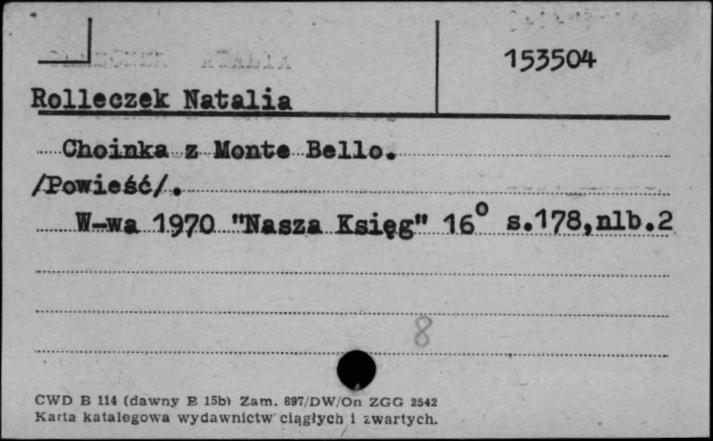 153504
Rolleczek Natalia
Choinka z Monte Bello.
/Powieść/.
W-wa 1970 "Nasza Księg" 16° s.178,nlb.2
8
CWD B 114 (dawny B 15b) Zam. 897/DW/On ZGG 2542
Karta katalogowa wydawnictw ciągłych i zwartych.